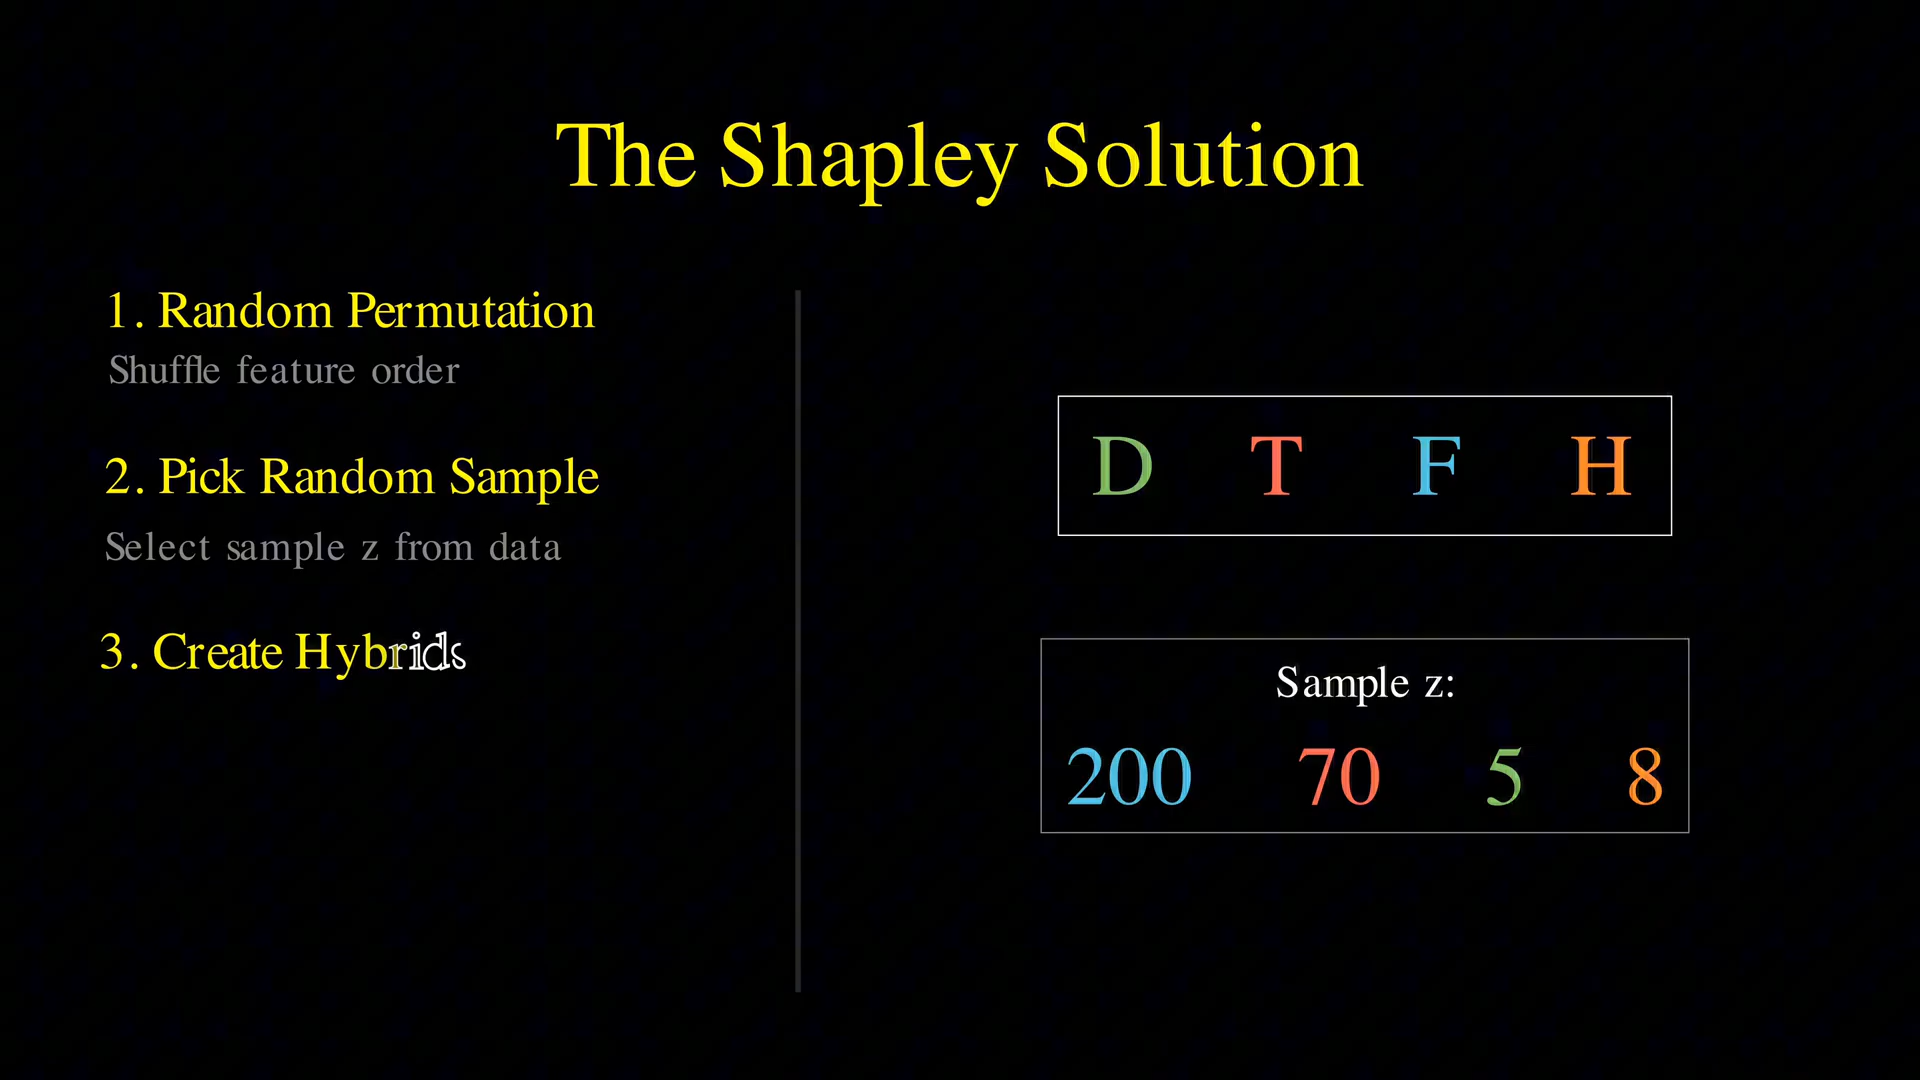 The Shapley Solution
1. Random Permutation
Shuffle feature order
2. Pick Random Sample
Select sample z from data
3. Create Hybrids
D T F H
Sample z:
200 70 5 8